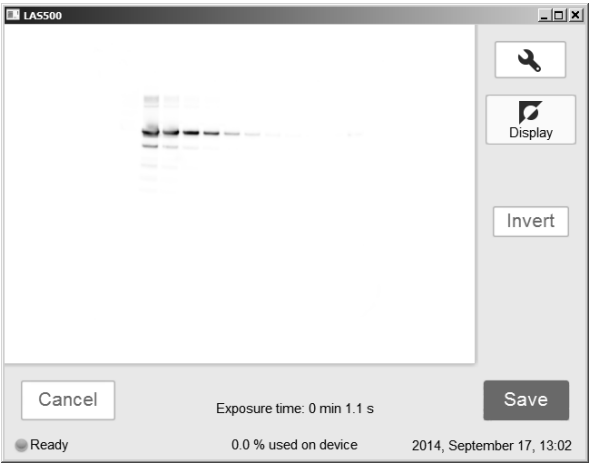 LAS500
Display
Invert
Cancel
Exposure time: 0 min 1.1 s
Save
Ready
0.0 % used on device
2014, September 17, 13:02